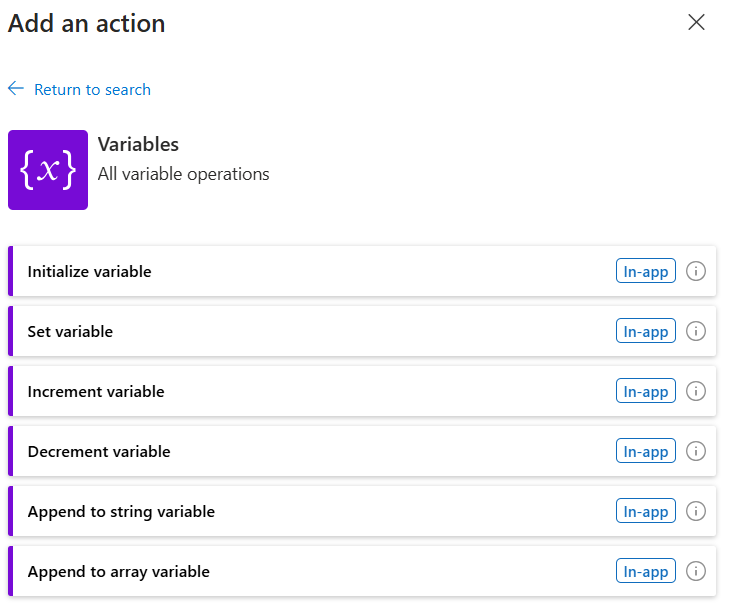 Add an action
Return to search
{x}
Variables
All variable operations
Initialize variable In-app
Set variable In-app
Increment variable In-app
Decrement variable In-app
Append to string variable In-app
Append to array variable In-app